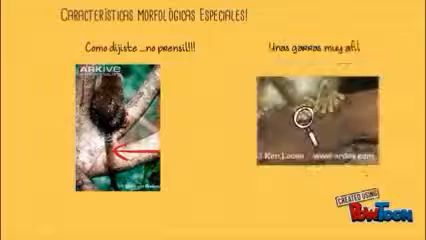 CARACTERÍSTICAS MORFOLÓGICAS ESPECIALES!
Como dijiste ...no prensil!!!
Unas garras muy afil
ARKIVE
Ken Lucas www.ardea.com
CREATED USING
POWTOON